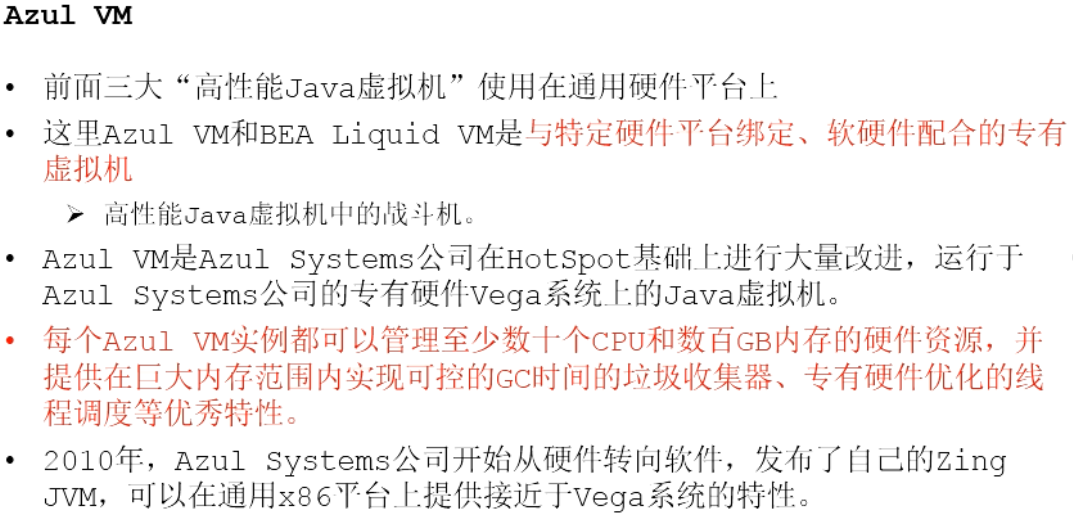 Azul VM
• 前面三大“高性能Java虚拟机”使用在通用硬件平台上
• 这里Azul VM和BEA Liquid VM是与特定硬件平台绑定、软硬件配合的专有
虚拟机
➢ 高性能Java虚拟机中的战斗机。
• Azul VM是Azul Systems公司在HotSpot基础上进行大量改进，运行于
Azul Systems公司的专有硬件Vega系统上的Java虚拟机。
• 每个Azul VM实例都可以管理至少数十个CPU和数百GB内存的硬件资源，并
提供在巨大内存范围内实现可控的GC时间的垃圾收集器、专有硬件优化的线
程调度等优秀特性。
• 2010年，Azul Systems公司开始从硬件转向软件，发布了自己的Zing
JVM，可以在通用x86平台上提供接近于Vega系统的特性。